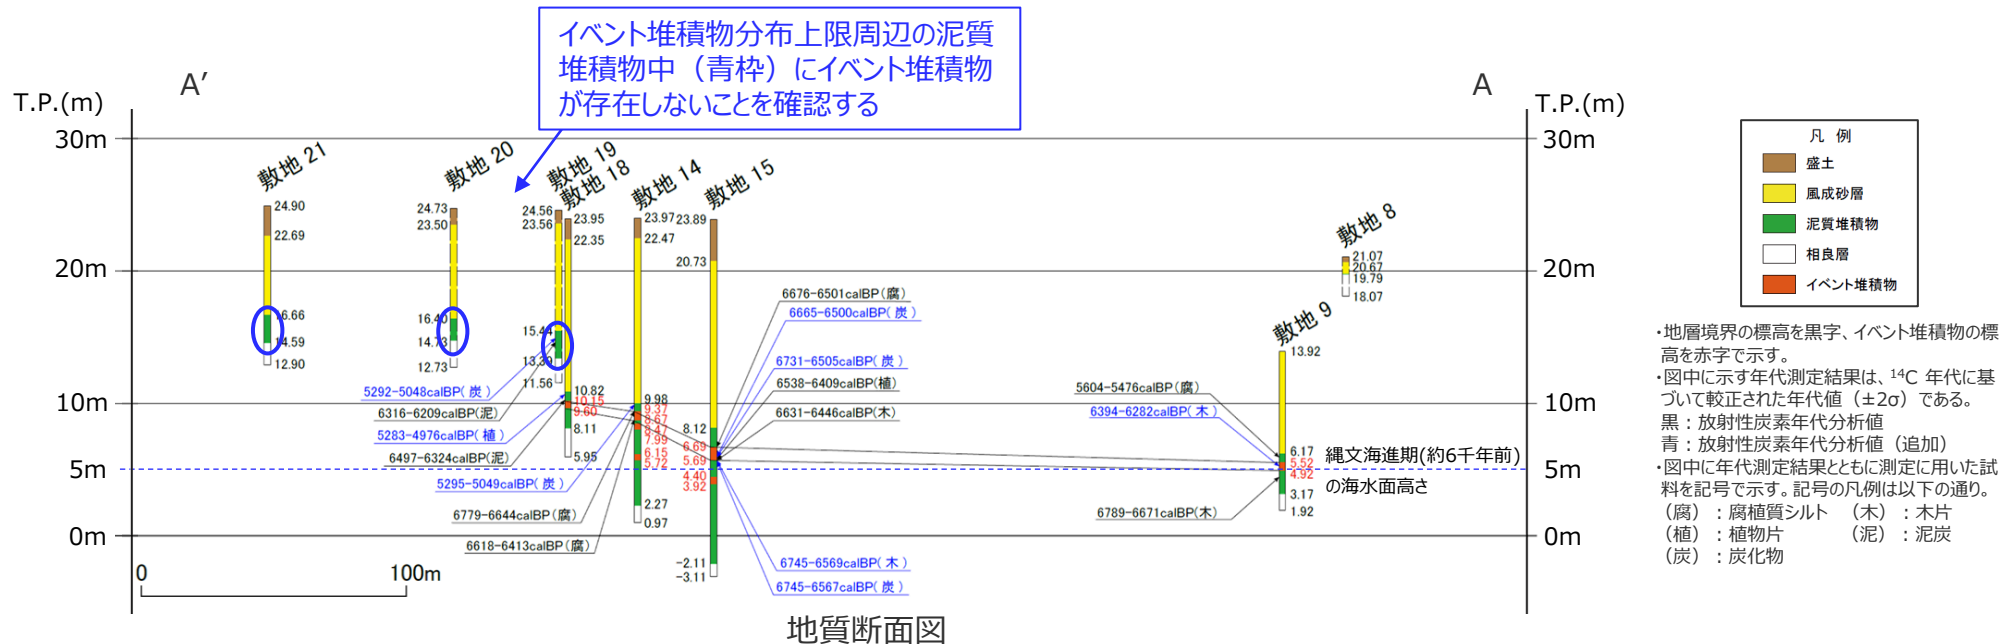 イベント堆積物分布上限周辺の泥質
堆積物中（青枠）にイベント堆積物
が存在しないことを確認する
A′
A
T.P.(m)
T.P.(m)
30m
30m
20m
20m
10m
10m
5m
5m
0m
0m
敷地 21
24.90
22.69
16.66
14.59
12.90
敷地 20
24.73
23.50
16.40
14.73
12.73
敷地 19
24.56
23.56
15.44
13.39
11.56
敷地 18
23.95
22.35
10.82
10.15
9.60
8.11
5.95
敷地 14
23.97
22.47
9.98
9.37
8.67
8.47
7.99
6.15
5.72
2.27
0.97
敷地 15
23.89
20.73
8.12
6.69
5.69
4.40
3.92
-2.11
-3.11
敷地 8
21.07
20.67
19.79
18.07
敷地 9
13.92
6.17
5.52
4.92
3.17
1.92
5292-5048calBP(炭)
6316-6209calBP(泥)
5283-4976calBP(植)
6497-6324calBP(泥)
5295-5049calBP(炭)
6779-6644calBP(腐)
6618-6413calBP(腐)
6676-6501calBP(腐)
6665-6500calBP(炭)
6731-6505calBP(炭)
6538-6409calBP(植)
6631-6446calBP(木)
6745-6569calBP(木)
6745-6567calBP(炭)
5604-5476calBP(腐)
6394-6282calBP(木)
6789-6671calBP(木)
縄文海進期(約6千年前)
の海水面高さ
0
100m
地質断面図
凡 例
盛土
風成砂層
泥質堆積物
相良層
イベント堆積物
・地層境界の標高を黒字、イベント堆積物の標
高を赤字で示す。
・図中に示す年代測定結果は、¹⁴C 年代に基
づいて較正された年代値（±2σ）である。
黒：放射性炭素年代分析値
青：放射性炭素年代分析値（追加）
・図中に年代測定結果とともに測定に用いた試
料を記号で示す。記号の凡例は以下の通り。
（腐）：腐植質シルト （木）：木片
（植）：植物片 （泥）：泥炭
（炭）：炭化物